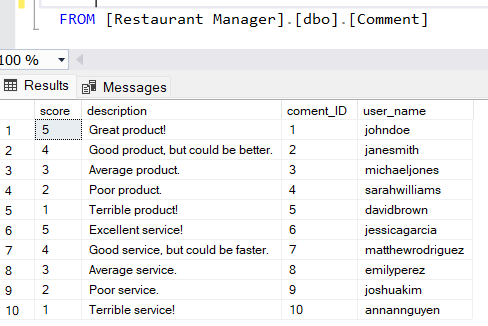 FROM [Restaurant Manager].[dbo].[Comment]
100 %
Results Messages
score description coment_ID user_name
1 5 Great product! 1 johndoe
2 4 Good product, but could be better. 2 janesmith
3 3 Average product. 3 michaeljones
4 2 Poor product. 4 sarahwilliams
5 1 Terrible product! 5 davidbrown
6 5 Excellent service! 6 jessicagarcia
7 4 Good service, but could be faster. 7 matthewrodriguez
8 3 Average service. 8 emilyperez
9 2 Poor service. 9 joshuakim
10 1 Terrible service! 10 annannguyen